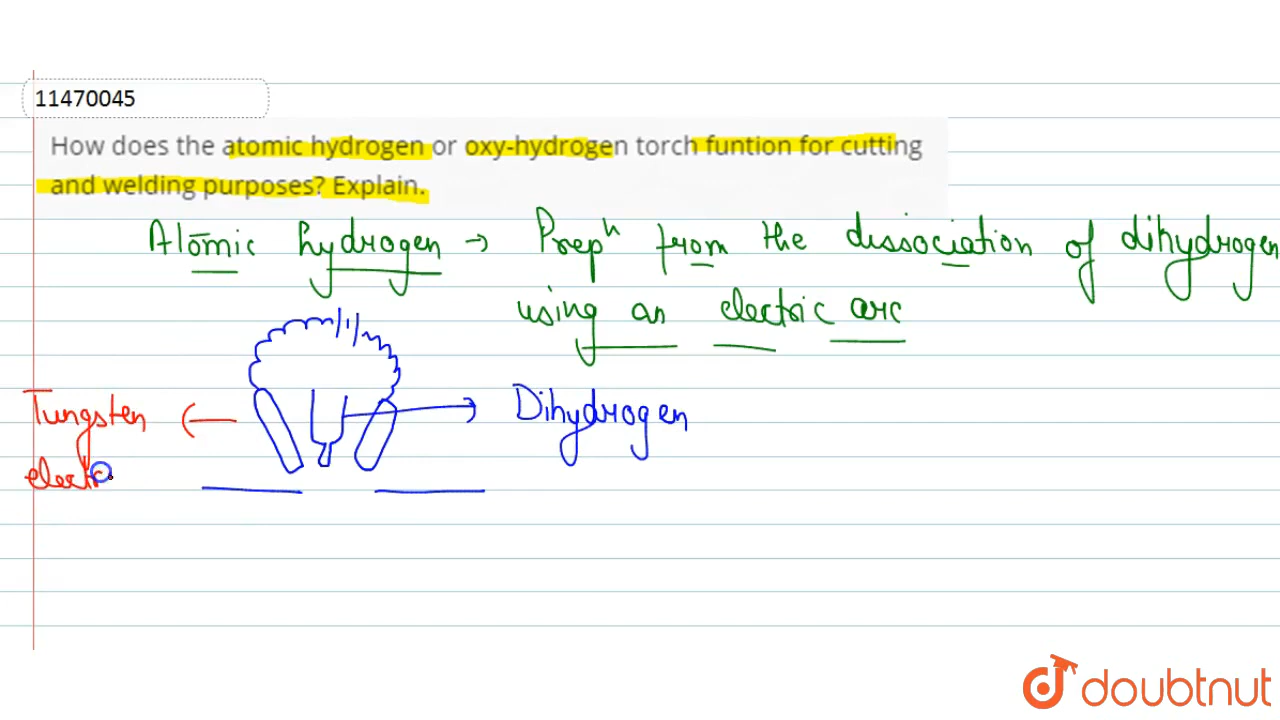 11470045
How does the atomic hydrogen or oxy-hydrogen torch funtion for cutting
and welding purposes? Explain.
Atomic hydrogen → Prepⁿ from the dissociation of dihydrogen
using an electric arc
Tungsten ← → Dihydrogen
elect
doubtnut